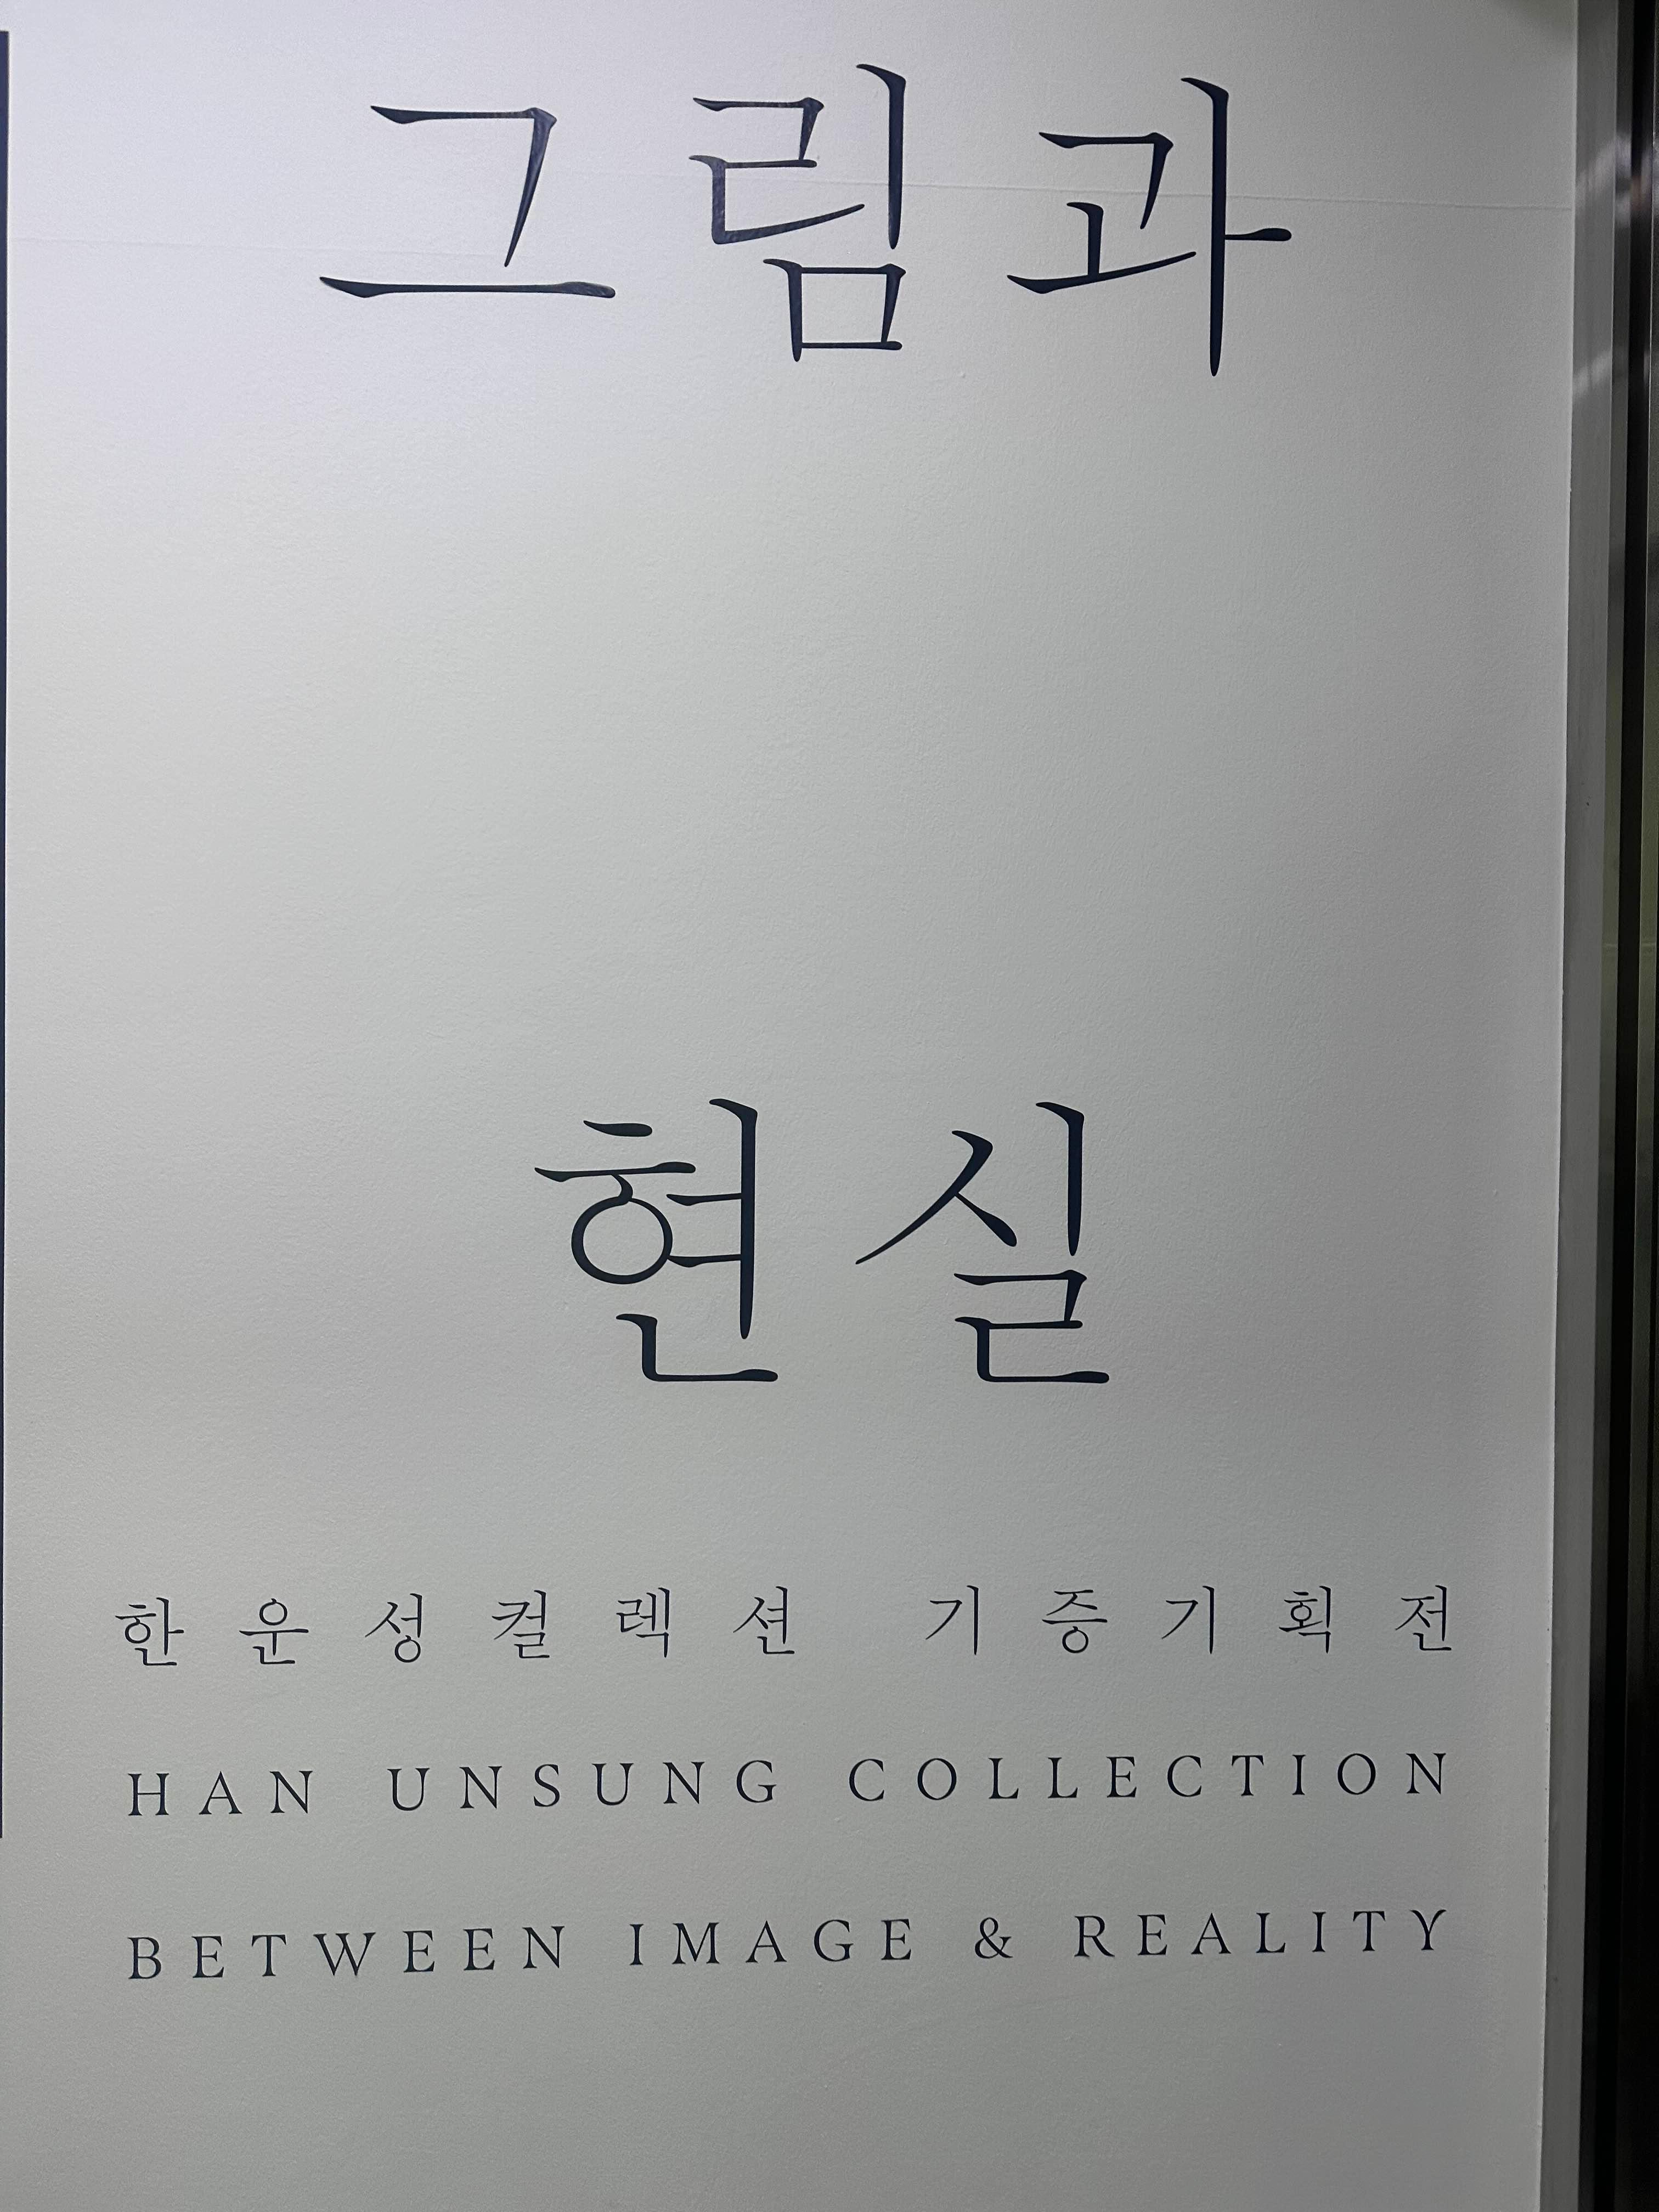 그림과
현실
한운성컬렉션 기증기획전
HAN UNSUNG COLLECTION
BETWEEN IMAGE & REALITY